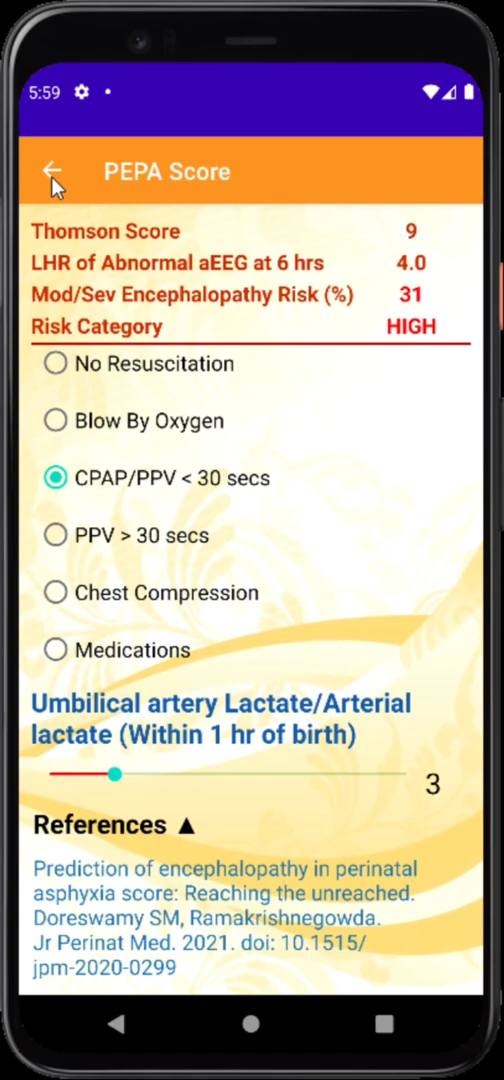 5:59
PEPA Score
Thomson Score 9
LHR of Abnormal aEEG at 6 hrs 4.0
Mod/Sev Encephalopathy Risk (%) 31
Risk Category HIGH
No Resuscitation
Blow By Oxygen
CPAP/PPV < 30 secs
PPV > 30 secs
Chest Compression
Medications
Umbilical artery Lactate/Arterial
lactate (Within 1 hr of birth)
3
References ▲
Prediction of encephalopathy in perinatal
asphyxia score: Reaching the unreached.
Doreswamy SM, Ramakrishnegowda.
Jr Perinat Med. 2021. doi: 10.1515/
jpm-2020-0299